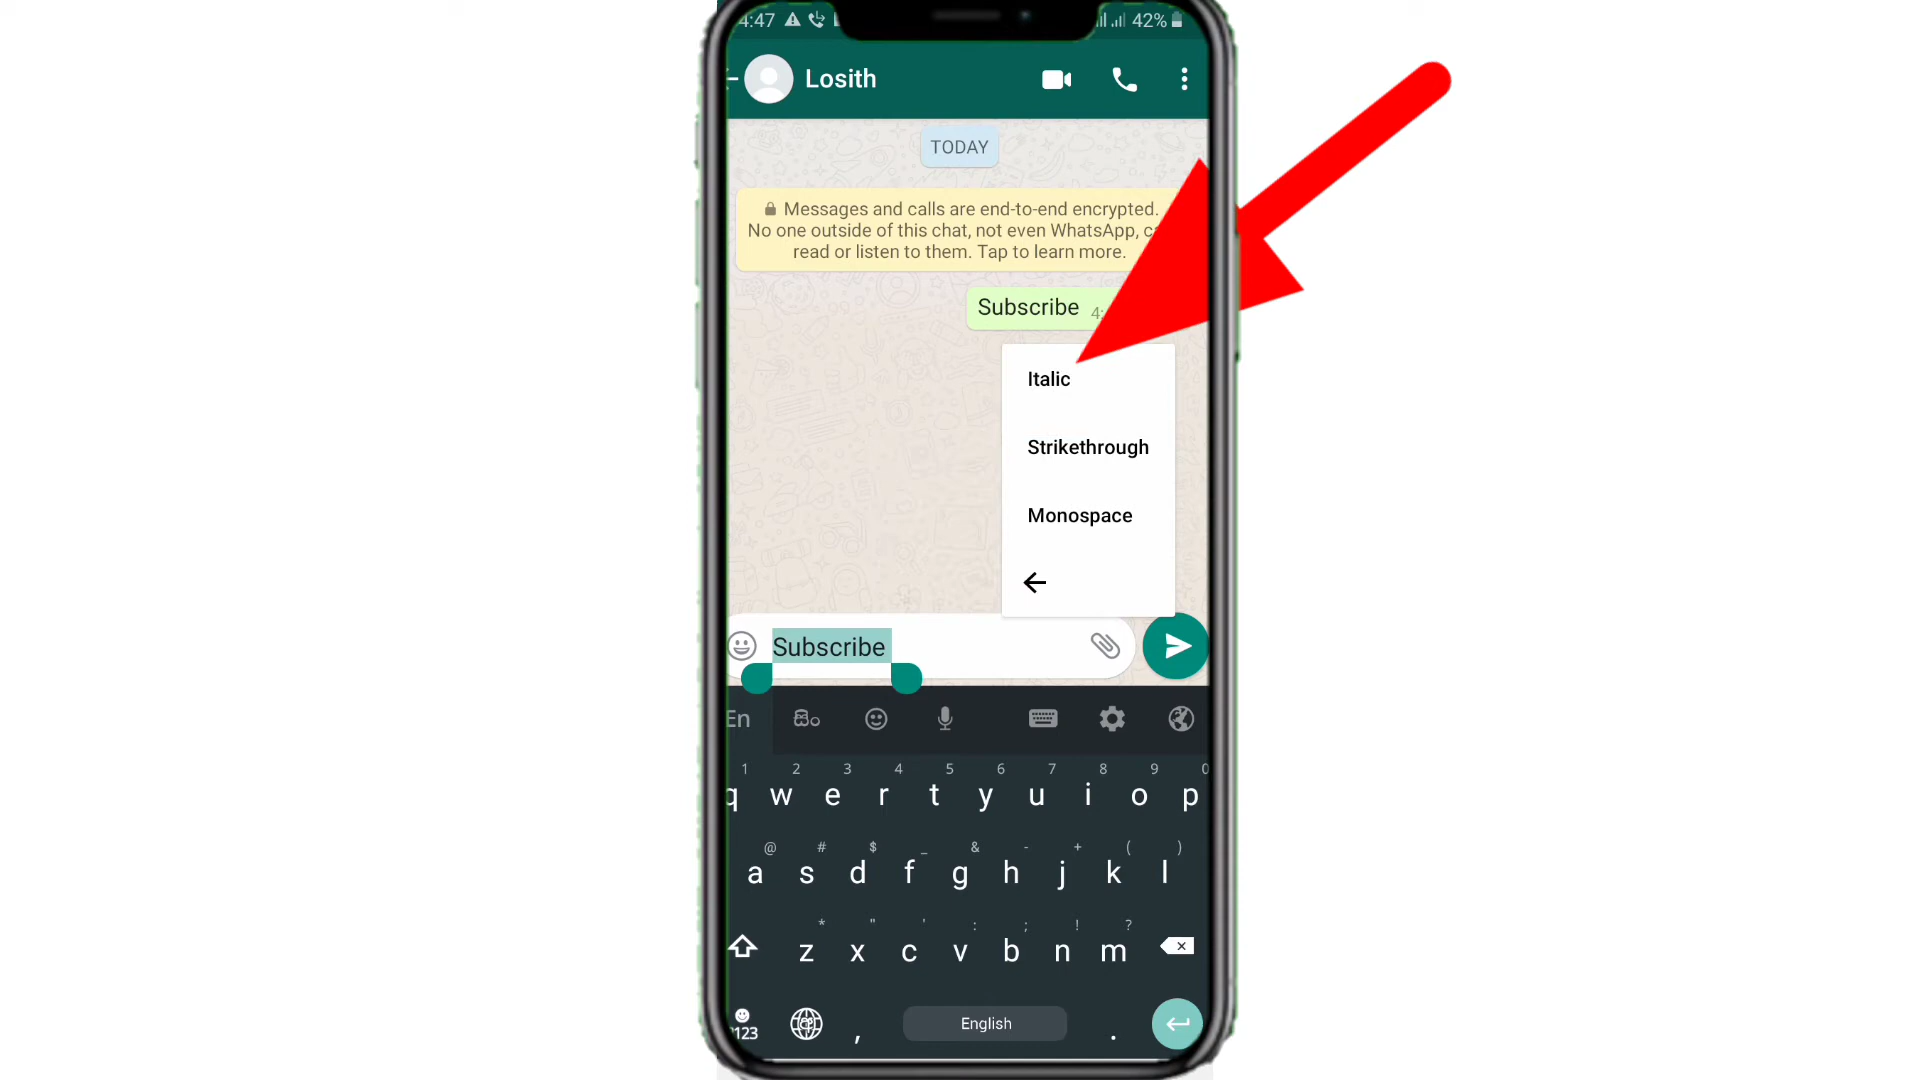 4:47 42%
Losith
TODAY
Messages and calls are end-to-end encrypted.
No one outside of this chat, not even WhatsApp,
read or listen to them. Tap to learn more.
Subscribe 4:
Italic
Strikethrough
Monospace
Subscribe
En සිං
1 2 3 4 5 6 7 8 9 0
q w e r t y u i o p
@ # $ _ & - + ( )
a s d f g h j k l
* " ' : ; ! ?
z x c v b n m
?123 , English .